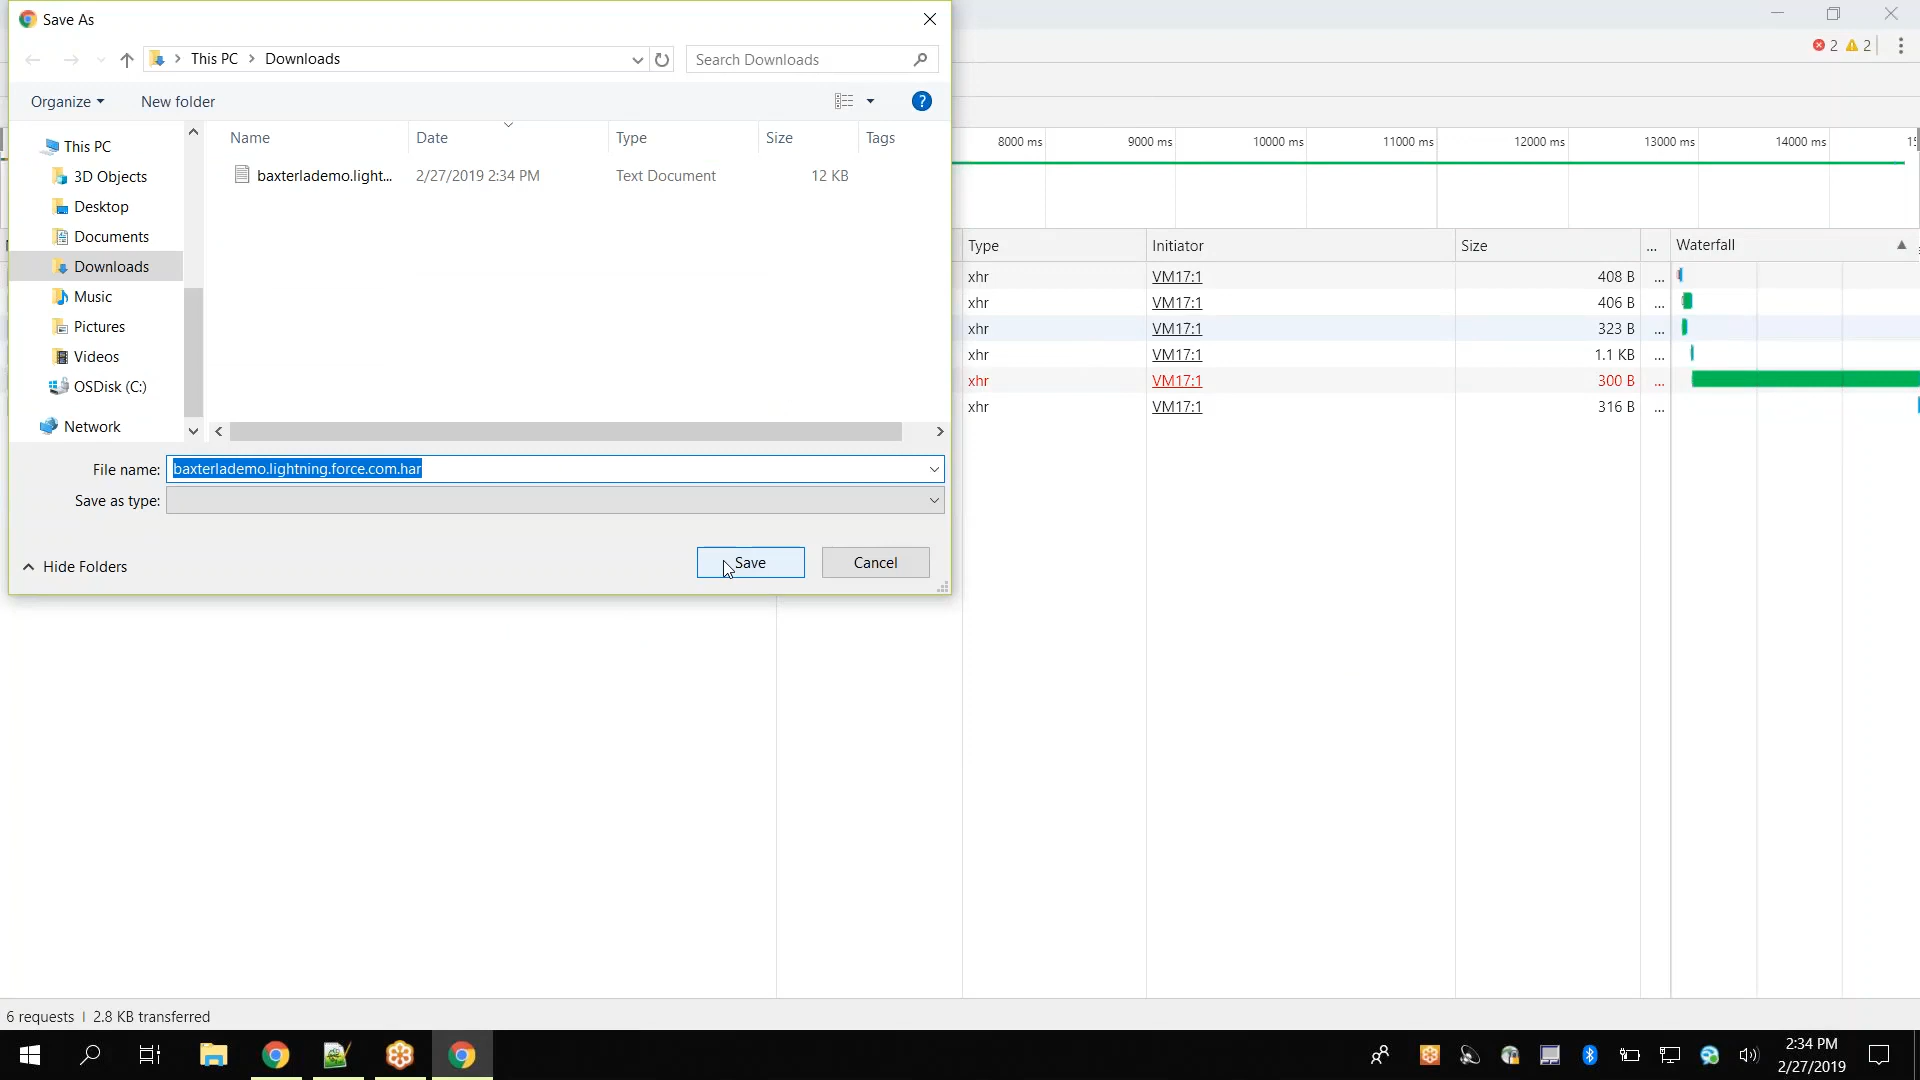 Save As
This PC > Downloads
Search Downloads
Organize
New folder
?
Name Date Type Size Tags
baxterlademo.light... 2/27/2019 2:34 PM Text Document 12 KB
This PC
3D Objects
Desktop
Documents
Downloads
Music
Pictures
Videos
OSDisk (C:)
Network
File name: baxterlademo.lightning.force.com.har
Save as type:
Hide Folders
Save
Cancel
2 2
8000 ms 9000 ms 10000 ms 11000 ms 12000 ms 13000 ms 14000 ms
Type Initiator Size ... Waterfall
xhr VM17:1 408 B ...
xhr VM17:1 406 B ...
xhr VM17:1 323 B ...
xhr VM17:1 1.1 KB ...
xhr VM17:1 300 B ...
xhr VM17:1 316 B ...
6 requests | 2.8 KB transferred
2:34 PM
2/27/2019